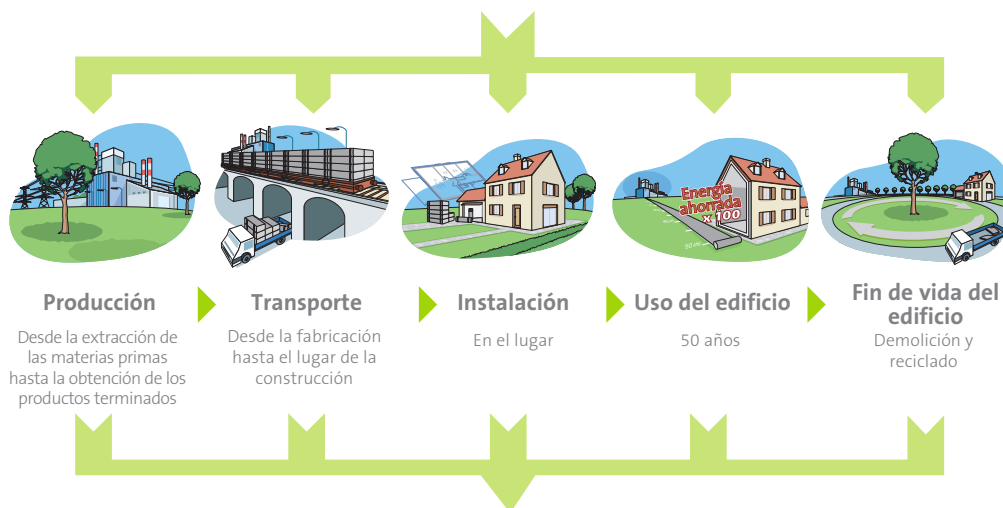 Energía
ahorrada
x 100
Producción
Desde la extracción de
las materias primas
hasta la obtención de los
productos terminados
Transporte
Desde la fabricación
hasta el lugar de la
construcción
Instalación
En el lugar
Uso del edificio
50 años
Fin de vida del
edificio
Demolición y
reciclado